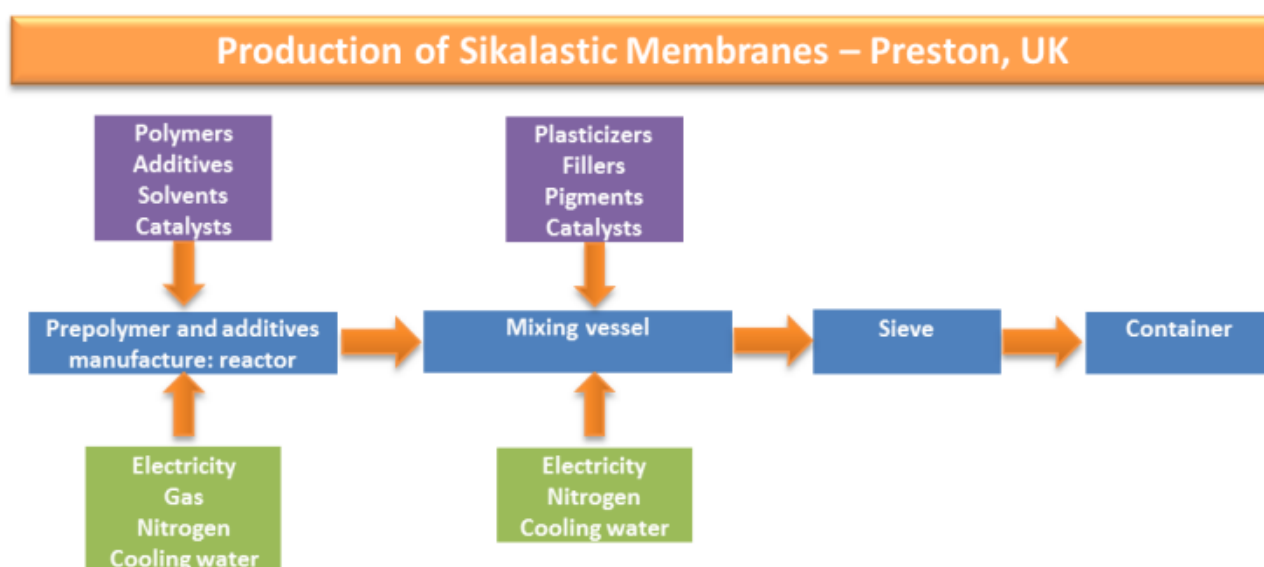 Production of Sikalastic Membranes – Preston, UK
Polymers
Additives
Solvents
Catalysts
Plasticizers
Fillers
Pigments
Catalysts
Prepolymer and additives
manufacture: reactor
Mixing vessel
Sieve
Container
Electricity
Gas
Nitrogen
Cooling water
Electricity
Nitrogen
Cooling water